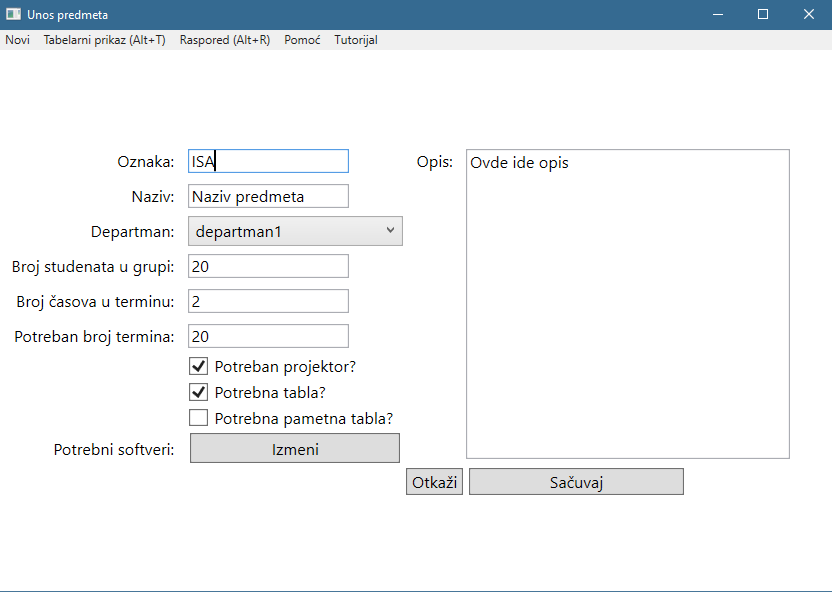 Unos predmeta
Novi Tabelarni prikaz (Alt+T) Raspored (Alt+R) Pomoć Tutorijal
Oznaka: ISA
Naziv: Naziv predmeta
Departman: departman1
Broj studenata u grupi: 20
Broj časova u terminu: 2
Potreban broj termina: 20
Potreban projektor?
Potrebna tabla?
Potrebna pametna tabla?
Potrebni softveri: Izmeni
Opis: Ovde ide opis
Otkaži Sačuvaj